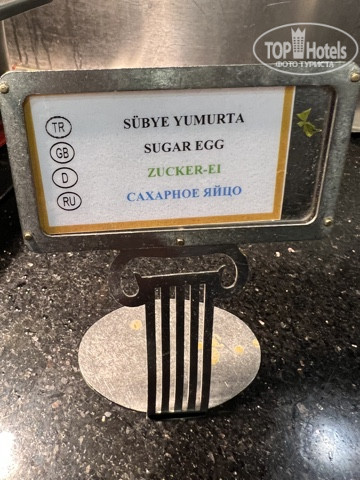 TOP Hotels
ФОТО ТУРИСТА
TR SÜBYE YUMURTA
GB SUGAR EGG
D ZUCKER-EI
RU САХАРНОЕ ЯЙЦО